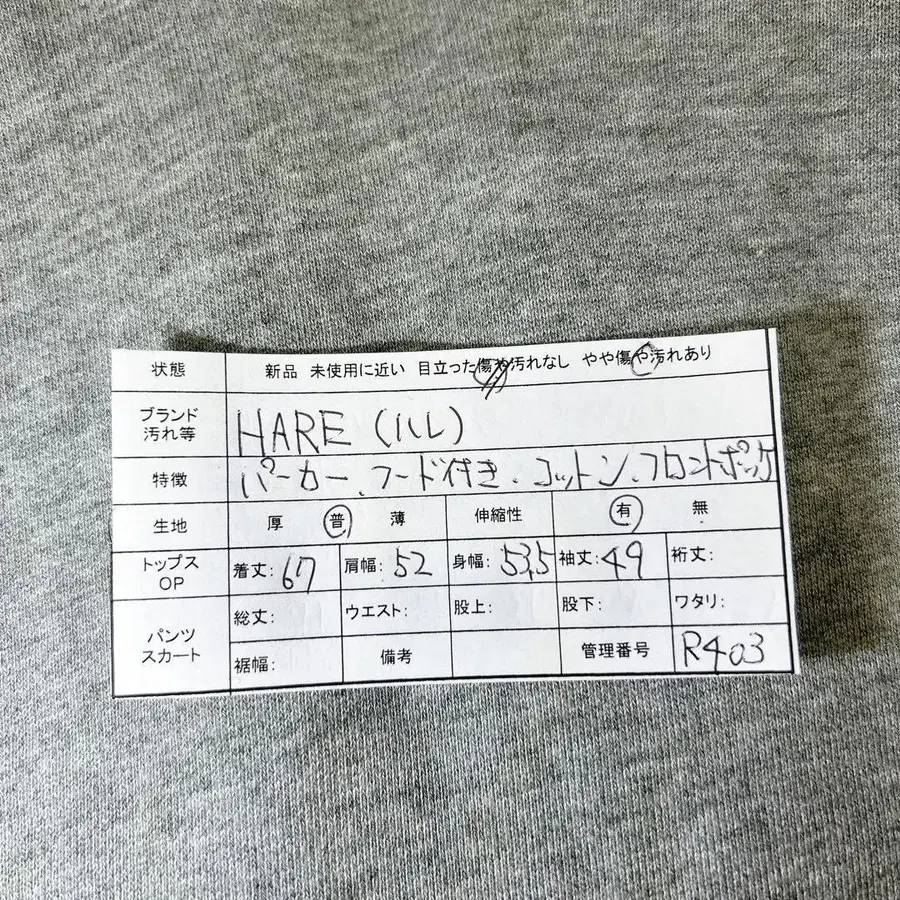 状態 新品 未使用に近い 目立った傷や汚れなし やや傷や汚れあり
ブランド
汚れ等
HARE (ハレ)
特徴 パーカー、フード付き、コットン、フロントポッケ
生地 厚 普 薄 伸縮性 有 無
トップス
OP
着丈: 67 肩幅: 52 身幅: 53,5 袖丈: 49 裄丈:
パンツ
スカート
総丈: ウエスト: 股上: 股下: ワタリ:
裾幅: 備考 管理番号 R403